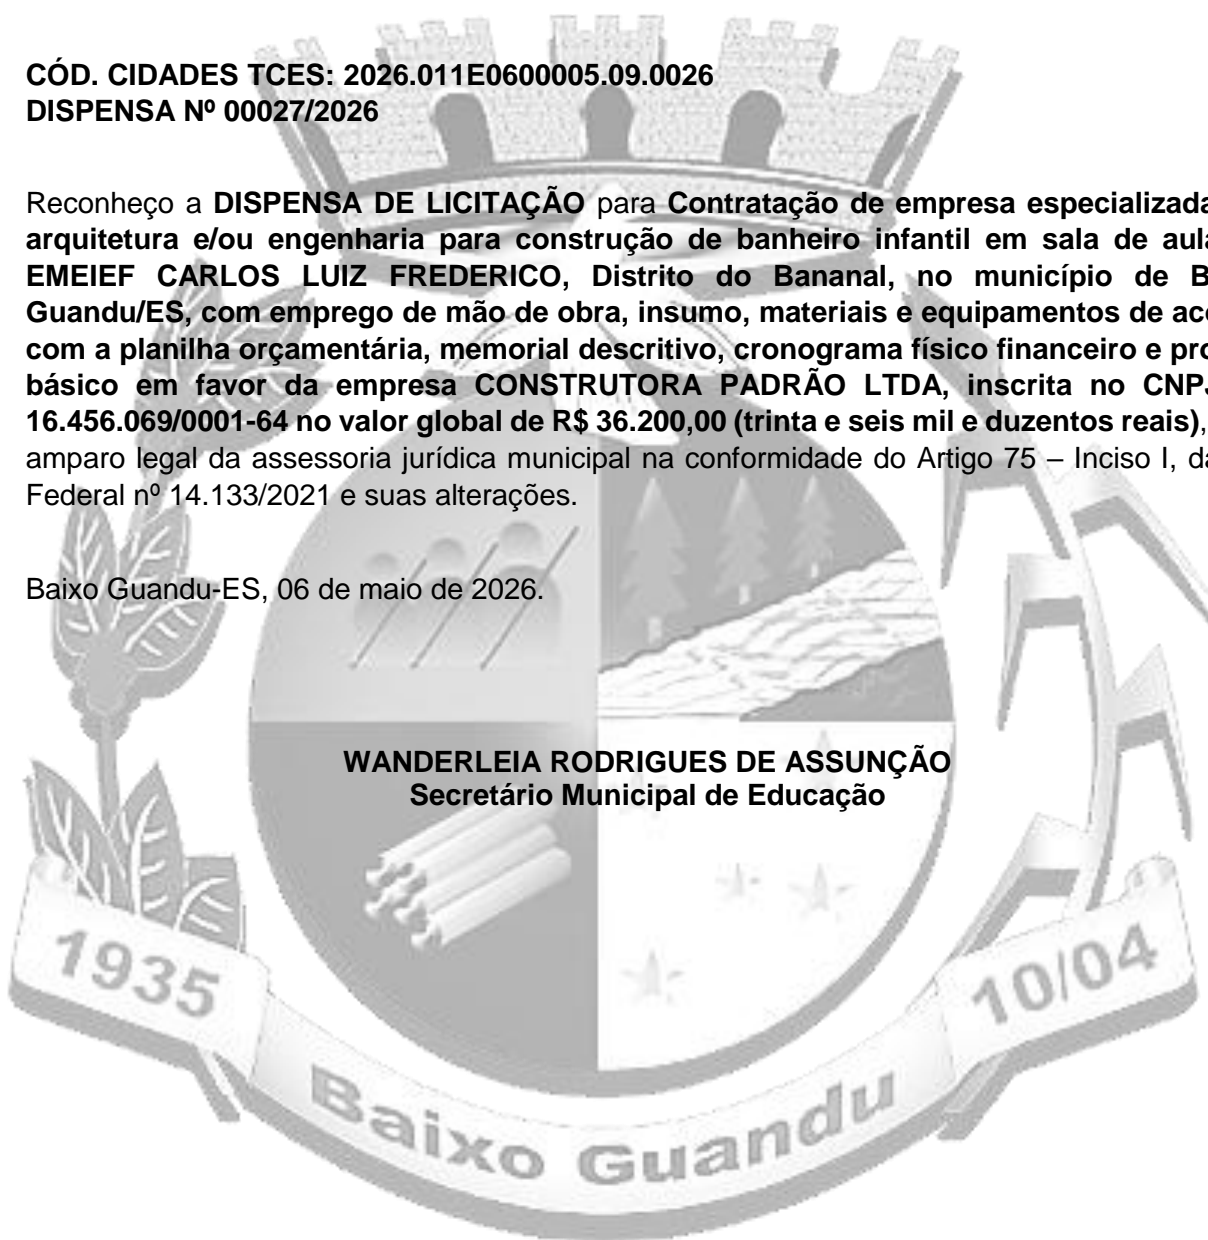 CÓD. CIDADES TCES: 2026.011E0600005.09.0026
DISPENSA Nº 00027/2026
Reconheço a DISPENSA DE LICITAÇÃO para Contratação de empresa especializada
arquitetura e/ou engenharia para construção de banheiro infantil em sala de aula
EMEIEF CARLOS LUIZ FREDERICO, Distrito do Bananal, no município de B
Guandu/ES, com emprego de mão de obra, insumo, materiais e equipamentos de aco
com a planilha orçamentária, memorial descritivo, cronograma físico financeiro e pro
básico em favor da empresa CONSTRUTORA PADRÃO LTDA, inscrita no CNPJ
16.456.069/0001-64 no valor global de R$ 36.200,00 (trinta e seis mil e duzentos reais),
amparo legal da assessoria jurídica municipal na conformidade do Artigo 75 – Inciso I, da
Federal nº 14.133/2021 e suas alterações.
Baixo Guandu-ES, 06 de maio de 2026.
WANDERLEIA RODRIGUES DE ASSUNÇÃO
Secretário Municipal de Educação
1935
10/04
Baixo Guandu